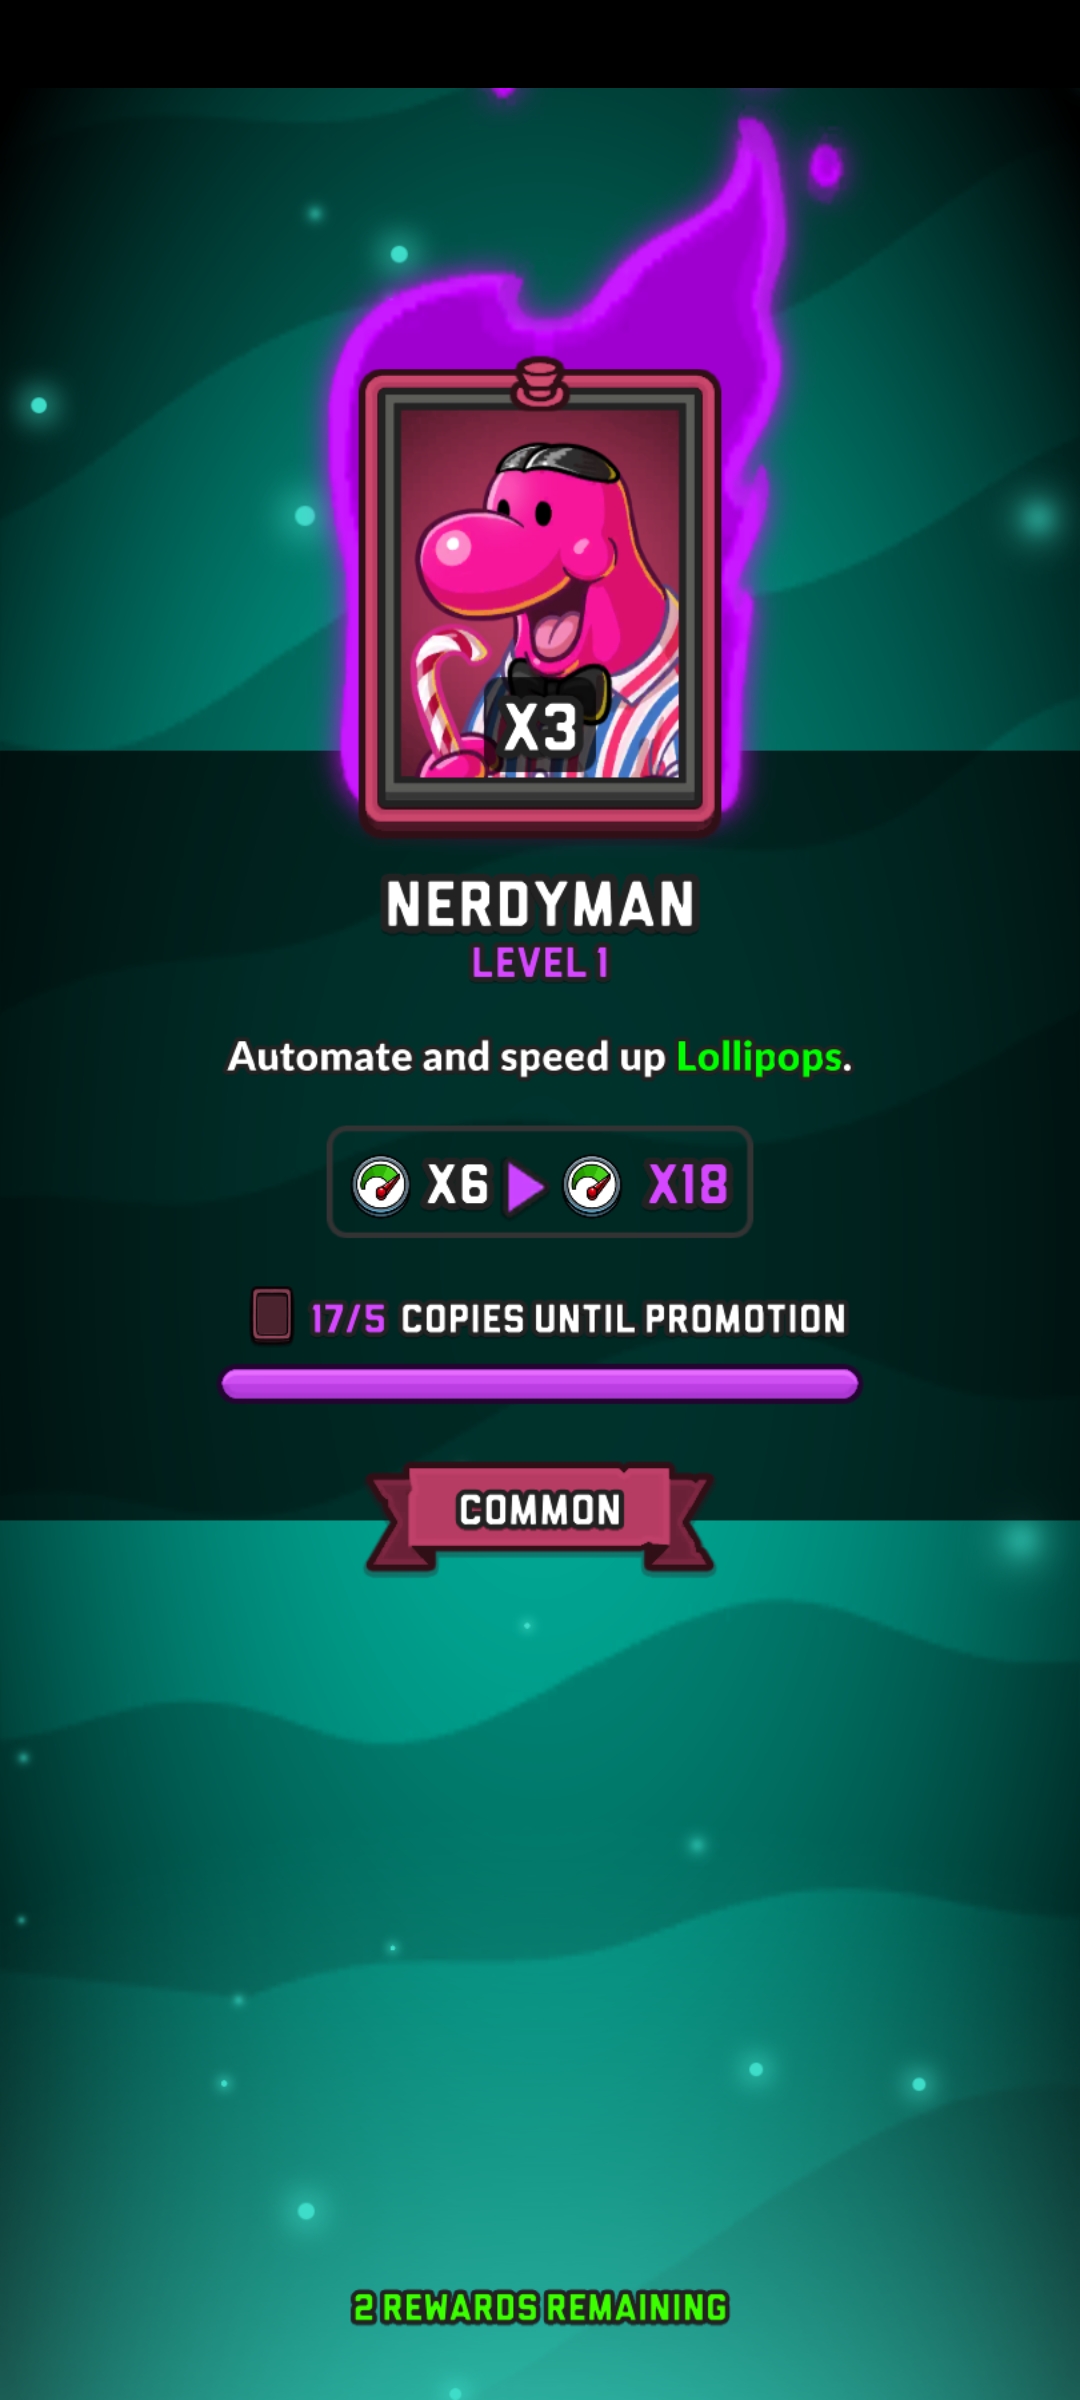 X3
NERDYMAN
LEVEL 1
Automate and speed up Lollipops.
X6 X18
17/5 COPIES UNTIL PROMOTION
COMMON
2 REWARDS REMAINING